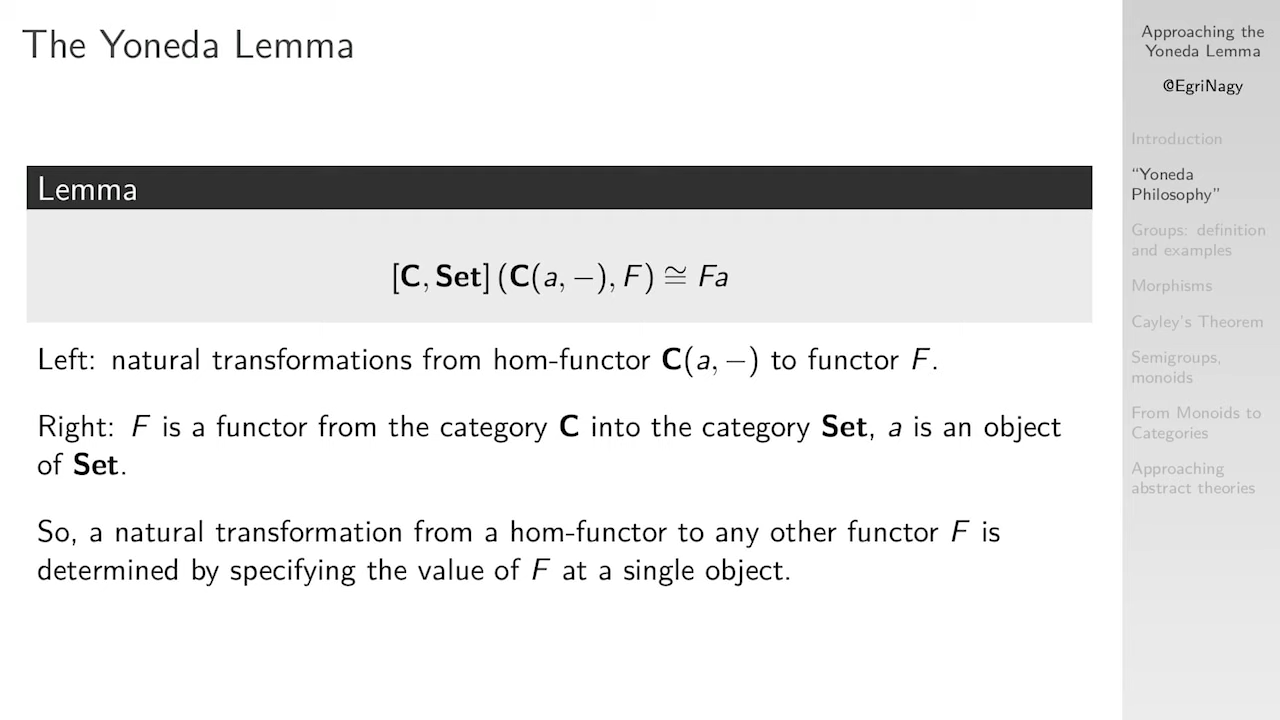 The Yoneda Lemma
Lemma
[C, Set] (C(a, −), F) ≅ Fa
Left: natural transformations from hom-functor C(a, −) to functor F.
Right: F is a functor from the category C into the category Set, a is an object
of Set.
So, a natural transformation from a hom-functor to any other functor F is
determined by specifying the value of F at a single object.
Approaching the
Yoneda Lemma
@EgriNagy
Introduction
“Yoneda
Philosophy”
Groups: definition
and examples
Morphisms
Cayley's Theorem
Semigroups,
monoids
From Monoids to
Categories
Approaching
abstract theories